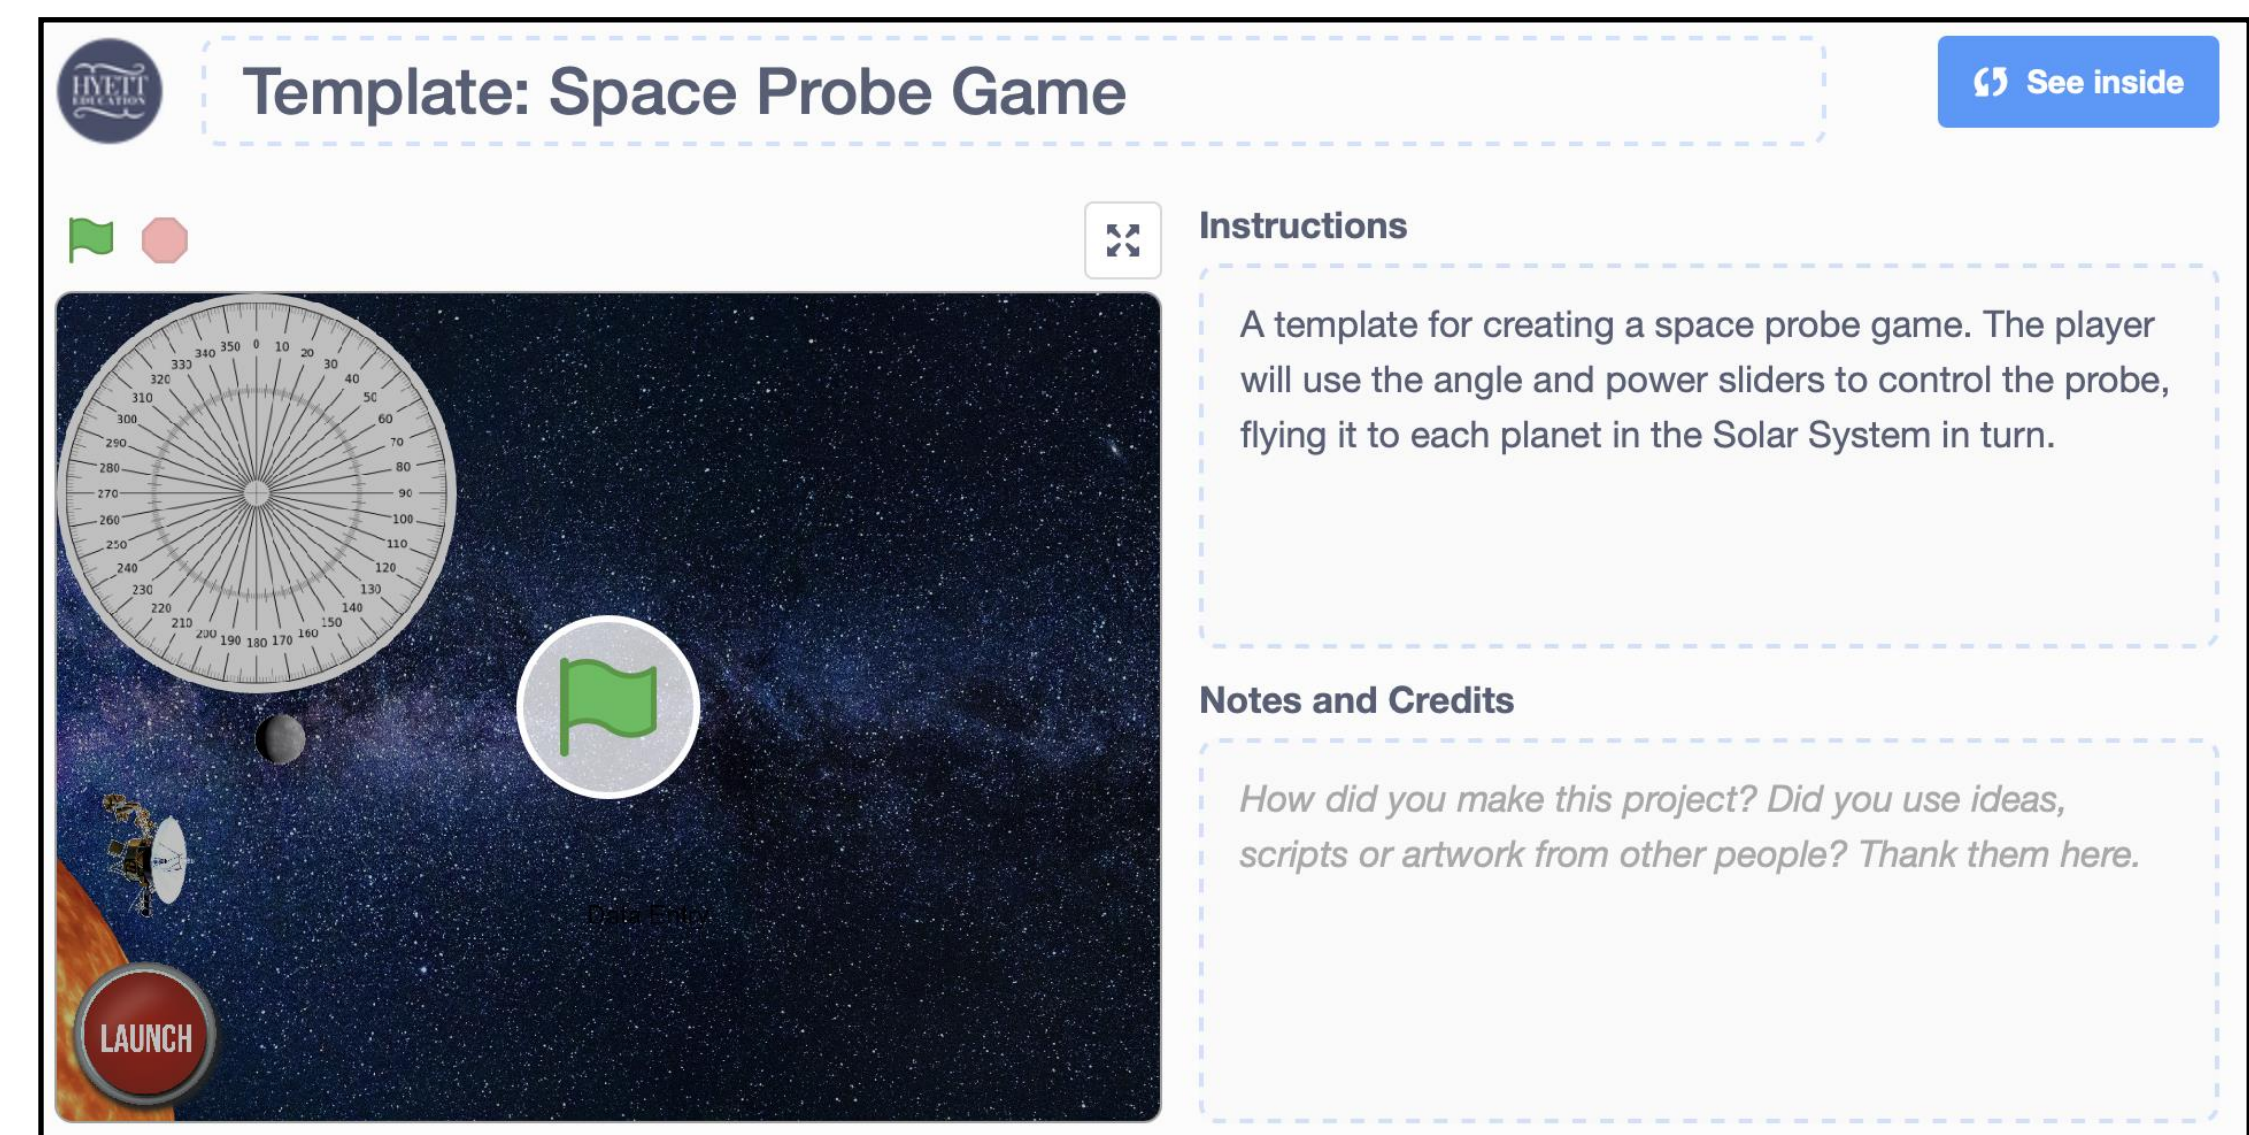 HYETT
EDUCATION
Template: Space Probe Game
See inside
Instructions
A template for creating a space probe game. The player
will use the angle and power sliders to control the probe,
flying it to each planet in the Solar System in turn.
0 10 20 30 40 50 60 70 80 90 100 110 120 130 140 150 160 170 180 190 200 210 220 230 240 250 260 270 280 290 300 310 320 330 340 350
Data Entry
LAUNCH
Notes and Credits
How did you make this project? Did you use ideas,
scripts or artwork from other people? Thank them here.